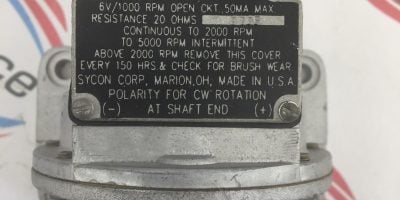 6V/1000 RPM OPEN CKT, 50MA MAX.
RESISTANCE 20 OHMS
CONTINUOUS TO 2000 RPM
TO 5000 RPM INTERMITTENT
ABOVE 2000 RPM REMOVE THIS COVER
EVERY 150 HRS & CHECK FOR BRUSH WEAR.
SYCON CORP., MARION, OH, MADE IN U.S.A
POLARITY FOR CW ROTATION
(-) AT SHAFT END (+)